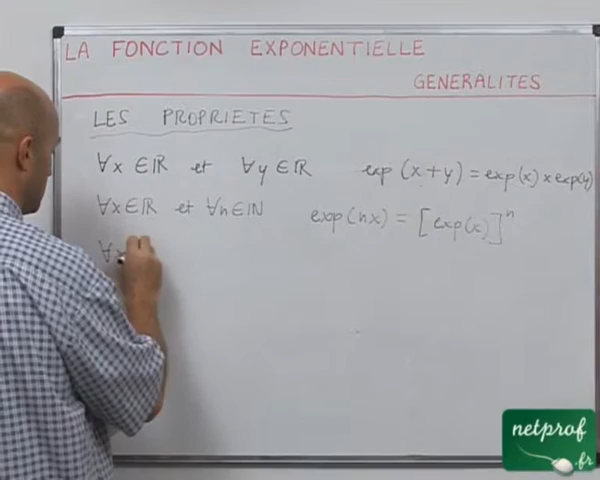 LA FONCTION EXPONENTIELLE
GENERALITES
LES PROPRIETES
∀x ∈ ℝ et ∀y ∈ ℝ exp (x+y) = exp(x) x exp(y)
∀x ∈ ℝ et ∀n ∈ ℕ exp(nx) = [exp(x)]ⁿ
∀x
netprof
.fr